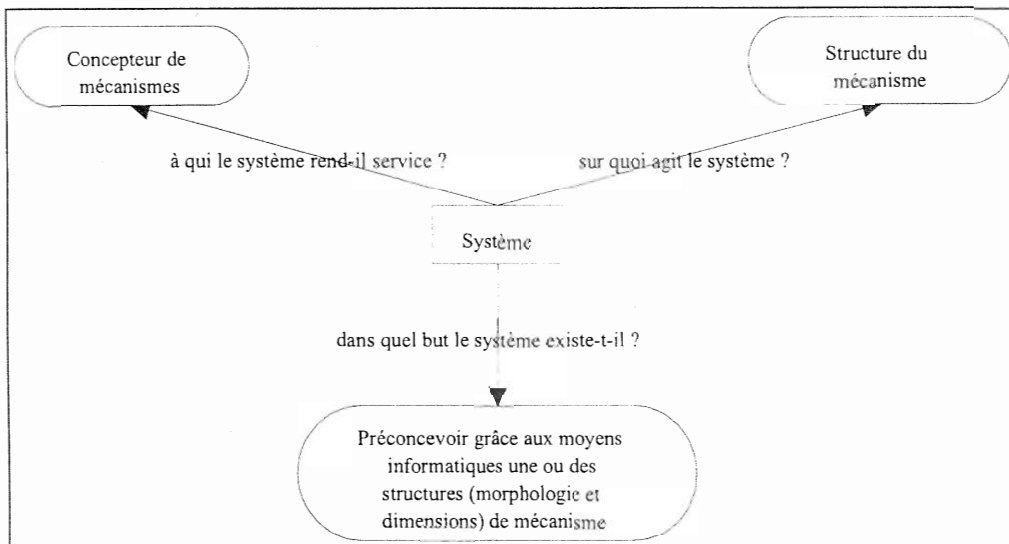 Concepteur de
mécanismes
Structure du
mécanisme
à qui le système rend-il service ?
sur quoi agit le système ?
Système
dans quel but le système existe-t-il ?
Préconcevoir grâce aux moyens
informatiques une ou des
structures (morphologie et
dimensions) de mécanisme